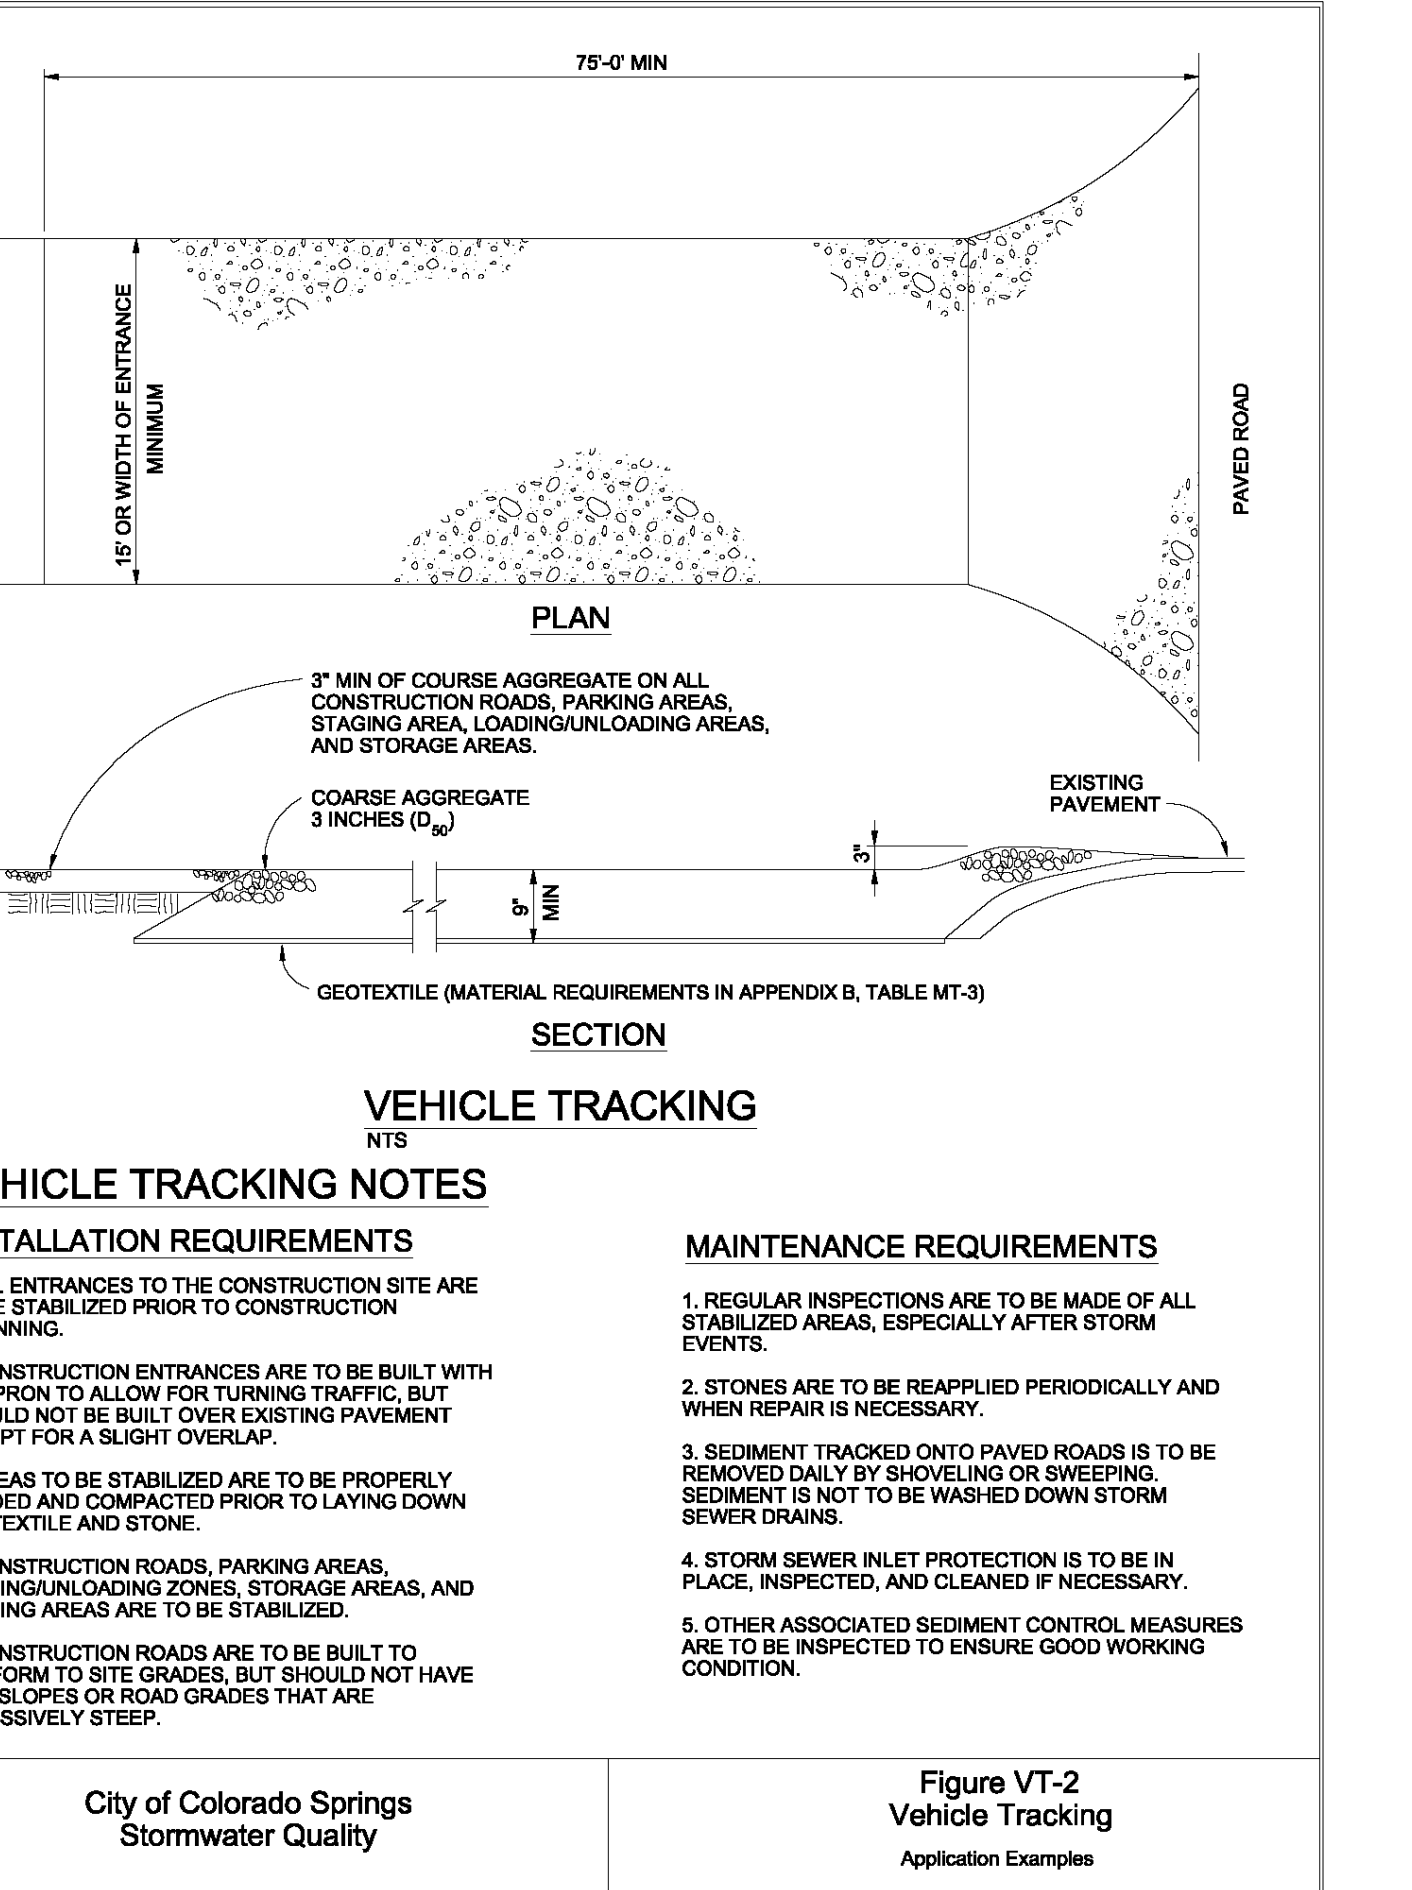 75'-0' MIN
15' OR WIDTH OF ENTRANCE
MINIMUM
PAVED ROAD
PLAN
3" MIN OF COURSE AGGREGATE ON ALL
CONSTRUCTION ROADS, PARKING AREAS,
STAGING AREA, LOADING/UNLOADING AREAS,
AND STORAGE AREAS.
COARSE AGGREGATE
3 INCHES (D50)
EXISTING
PAVEMENT
3"
9"
MIN
GEOTEXTILE (MATERIAL REQUIREMENTS IN APPENDIX B, TABLE MT-3)
SECTION
VEHICLE TRACKING
NTS
HICLE TRACKING NOTES
TALLATION REQUIREMENTS
. ENTRANCES TO THE CONSTRUCTION SITE ARE
E STABILIZED PRIOR TO CONSTRUCTION
NNING.
NSTRUCTION ENTRANCES ARE TO BE BUILT WITH
PRON TO ALLOW FOR TURNING TRAFFIC, BUT
ULD NOT BE BUILT OVER EXISTING PAVEMENT
PT FOR A SLIGHT OVERLAP.
EAS TO BE STABILIZED ARE TO BE PROPERLY
DED AND COMPACTED PRIOR TO LAYING DOWN
TEXTILE AND STONE.
NSTRUCTION ROADS, PARKING AREAS,
ING/UNLOADING ZONES, STORAGE AREAS, AND
ING AREAS ARE TO BE STABILIZED.
NSTRUCTION ROADS ARE TO BE BUILT TO
FORM TO SITE GRADES, BUT SHOULD NOT HAVE
SLOPES OR ROAD GRADES THAT ARE
SSIVELY STEEP.
MAINTENANCE REQUIREMENTS
1. REGULAR INSPECTIONS ARE TO BE MADE OF ALL
STABILIZED AREAS, ESPECIALLY AFTER STORM
EVENTS.
2. STONES ARE TO BE REAPPLIED PERIODICALLY AND
WHEN REPAIR IS NECESSARY.
3. SEDIMENT TRACKED ONTO PAVED ROADS IS TO BE
REMOVED DAILY BY SHOVELING OR SWEEPING.
SEDIMENT IS NOT TO BE WASHED DOWN STORM
SEWER DRAINS.
4. STORM SEWER INLET PROTECTION IS TO BE IN
PLACE, INSPECTED, AND CLEANED IF NECESSARY.
5. OTHER ASSOCIATED SEDIMENT CONTROL MEASURES
ARE TO BE INSPECTED TO ENSURE GOOD WORKING
CONDITION.
City of Colorado Springs
Stormwater Quality
Figure VT-2
Vehicle Tracking
Application Examples